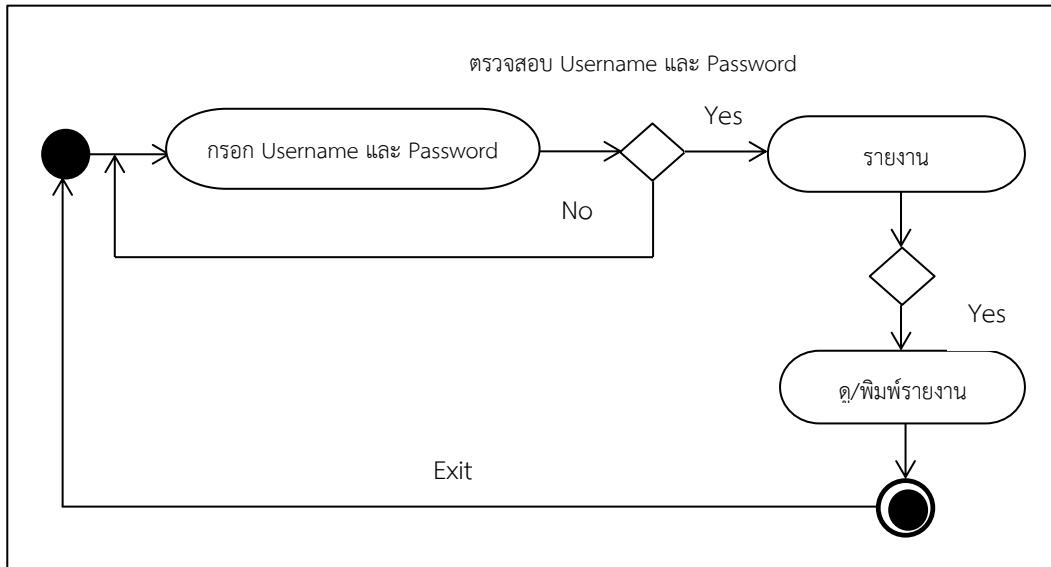 ตรวจสอบ Username และ Password
Yes
กรอก Username และ Password
รายงาน
No
Yes
ดู/พิมพ์รายงาน
Exit